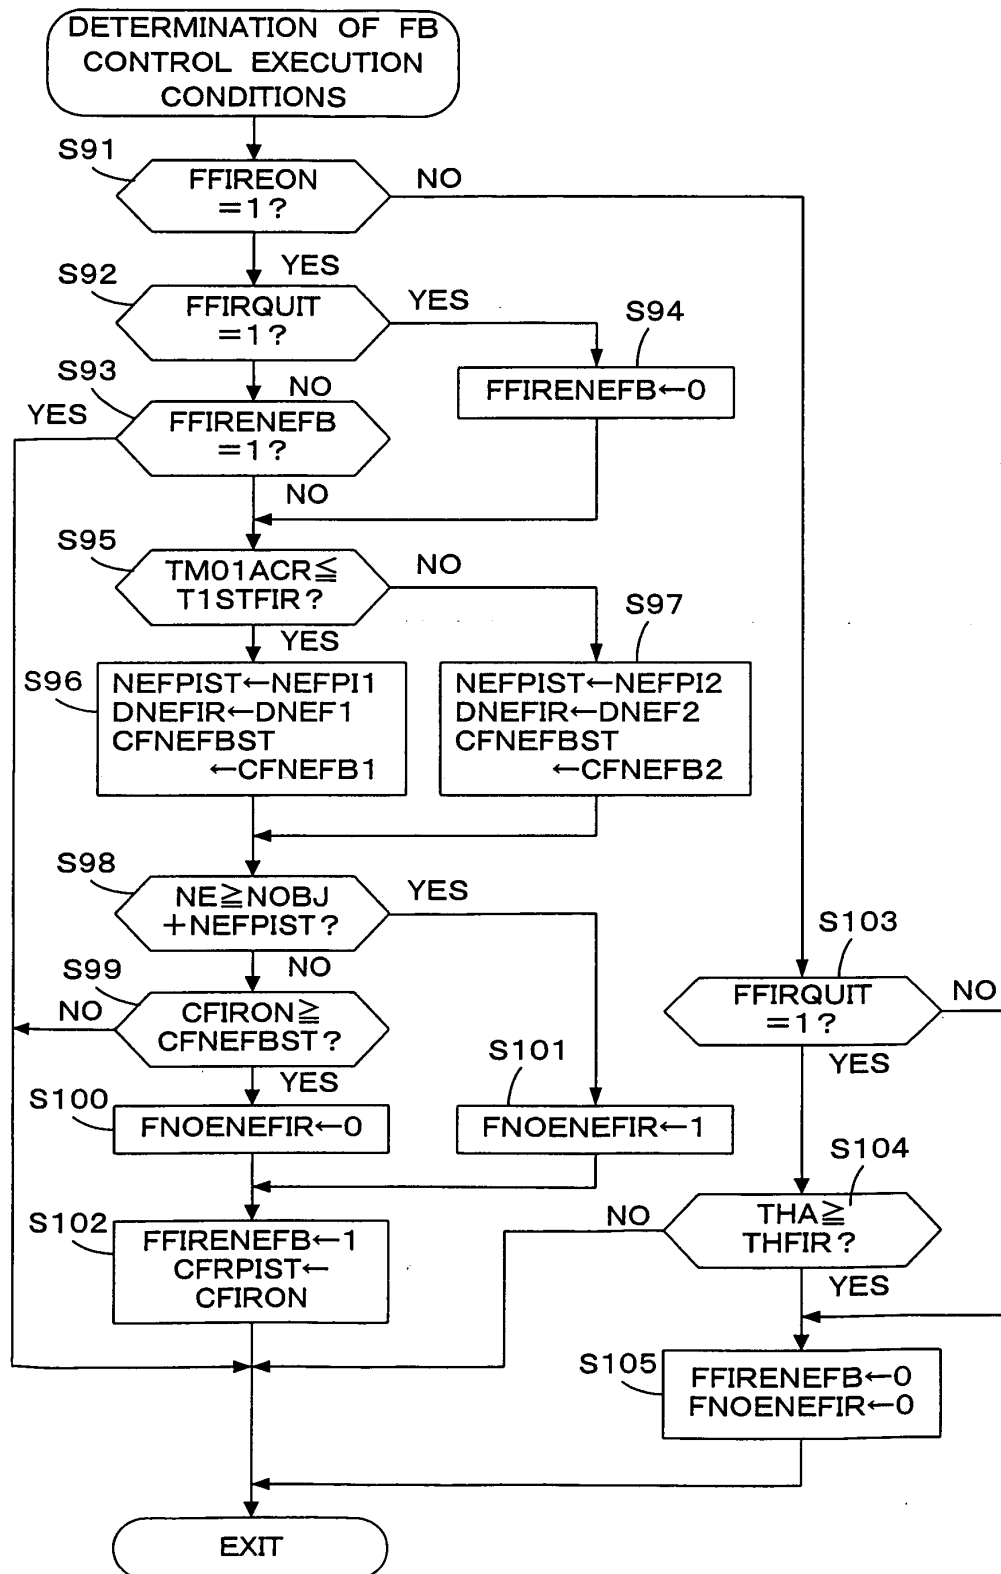 DETERMINATION OF FB
CONTROL EXECUTION
CONDITIONS
S91
FFIREON
=1?
NO
YES
S92
FFIRQUIT
=1?
YES
NO
S94
FFIRENEFB←0
S93
YES
FFIRENEFB
=1?
NO
S95
TM01ACR≦
T1STFIR?
NO
YES
S96
NEFPIST←NEFPI1
DNEFIR←DNEF1
CFNEFBST
←CFNEFB1
S97
NEFPIST←NEFPI2
DNEFIR←DNEF2
CFNEFBST
←CFNEFB2
S98
NE≧NOBJ
+NEFPIST?
YES
NO
S99
NO
CFIRON≧
CFNEFBST?
YES
S100
FNOENEFIR←0
S101
FNOENEFIR←1
S102
FFIRENEFB←1
CFRPIST←
CFIRON
S103
FFIRQUIT
=1?
NO
YES
S104
NO
THA≧
THFIR?
YES
S105
FFIRENEFB←0
FNOENEFIR←0
EXIT